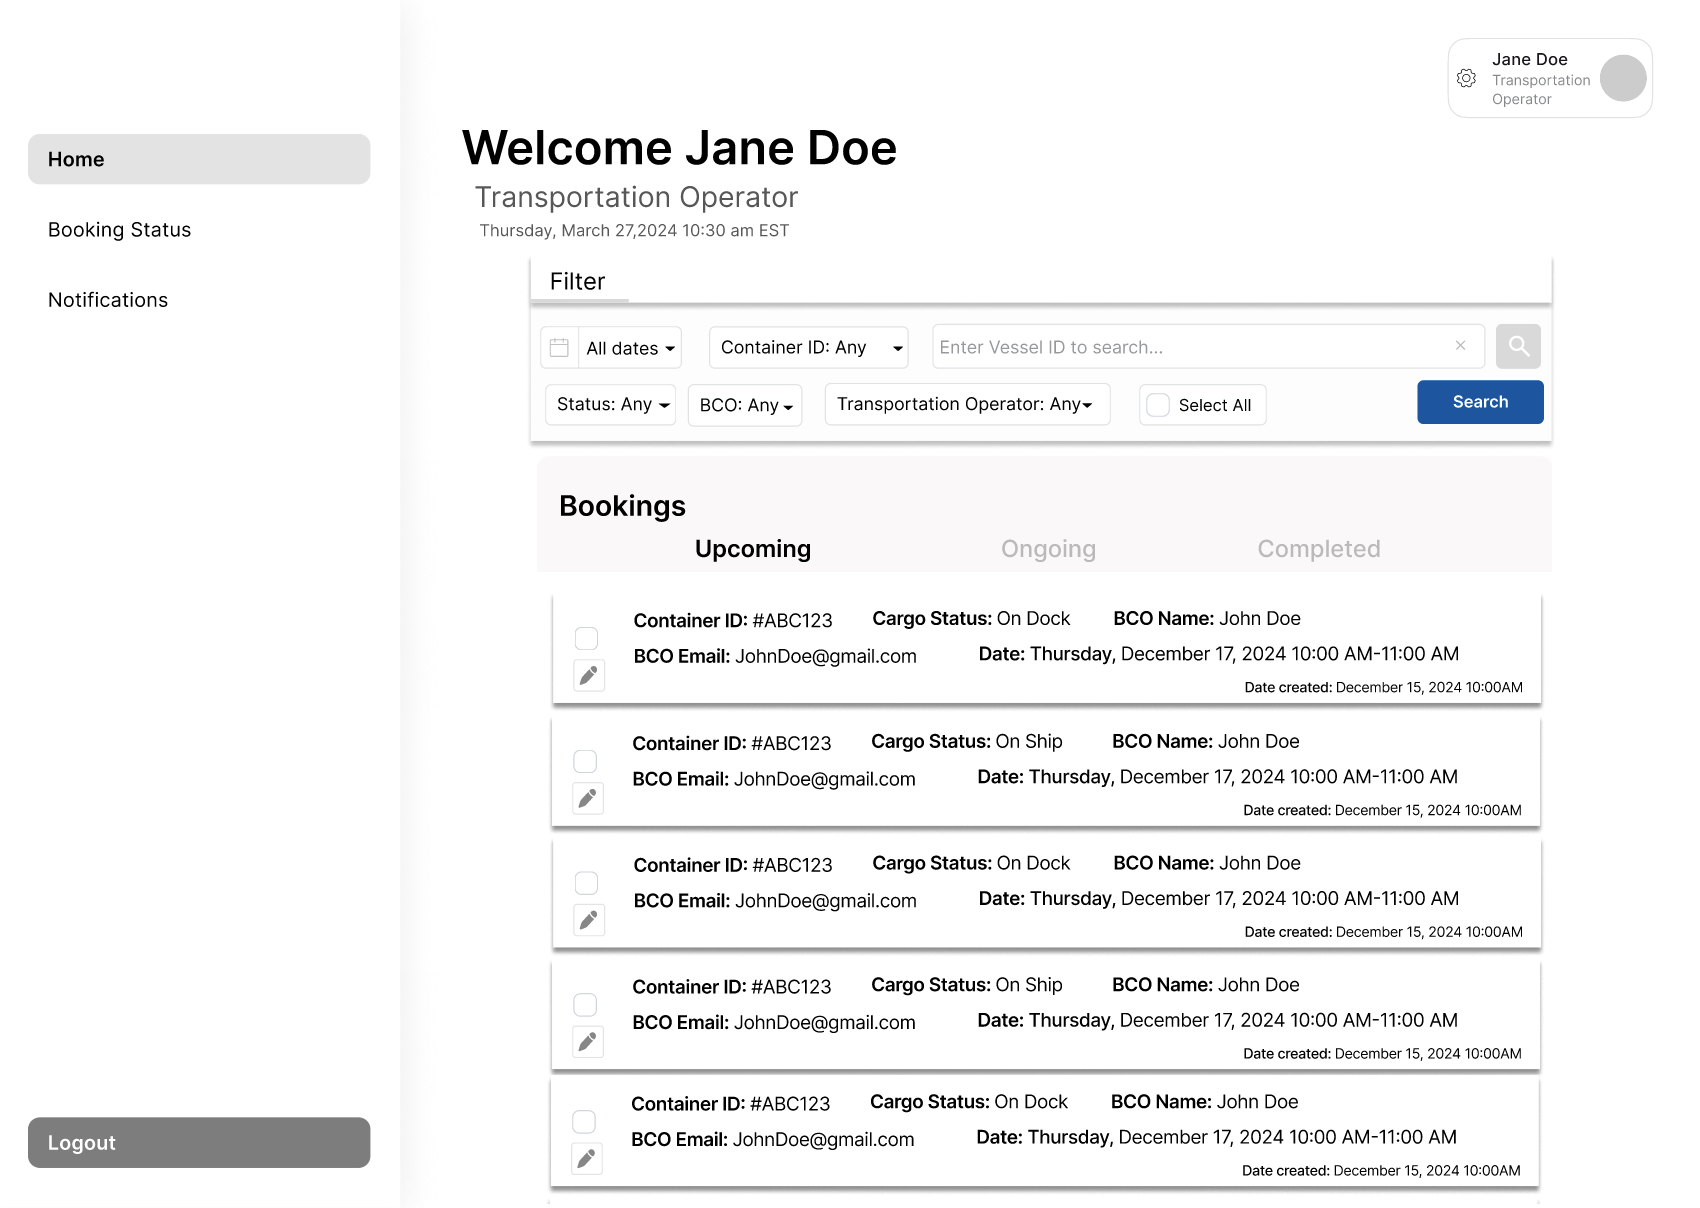 Jane Doe
Transportation
Operator
Home
Booking Status
Notifications
Logout
Welcome Jane Doe
Transportation Operator
Thursday, March 27,2024 10:30 am EST
Filter
All dates
Container ID: Any
Enter Vessel ID to search...
Status: Any
BCO: Any
Transportation Operator: Any
Select All
Search
Bookings
Upcoming Ongoing Completed
Container ID: #ABC123 Cargo Status: On Dock BCO Name: John Doe
BCO Email: JohnDoe@gmail.com Date: Thursday, December 17, 2024 10:00 AM-11:00 AM
Date created: December 15, 2024 10:00AM
Container ID: #ABC123 Cargo Status: On Ship BCO Name: John Doe
BCO Email: JohnDoe@gmail.com Date: Thursday, December 17, 2024 10:00 AM-11:00 AM
Date created: December 15, 2024 10:00AM
Container ID: #ABC123 Cargo Status: On Dock BCO Name: John Doe
BCO Email: JohnDoe@gmail.com Date: Thursday, December 17, 2024 10:00 AM-11:00 AM
Date created: December 15, 2024 10:00AM
Container ID: #ABC123 Cargo Status: On Ship BCO Name: John Doe
BCO Email: JohnDoe@gmail.com Date: Thursday, December 17, 2024 10:00 AM-11:00 AM
Date created: December 15, 2024 10:00AM
Container ID: #ABC123 Cargo Status: On Dock BCO Name: John Doe
BCO Email: JohnDoe@gmail.com Date: Thursday, December 17, 2024 10:00 AM-11:00 AM
Date created: December 15, 2024 10:00AM